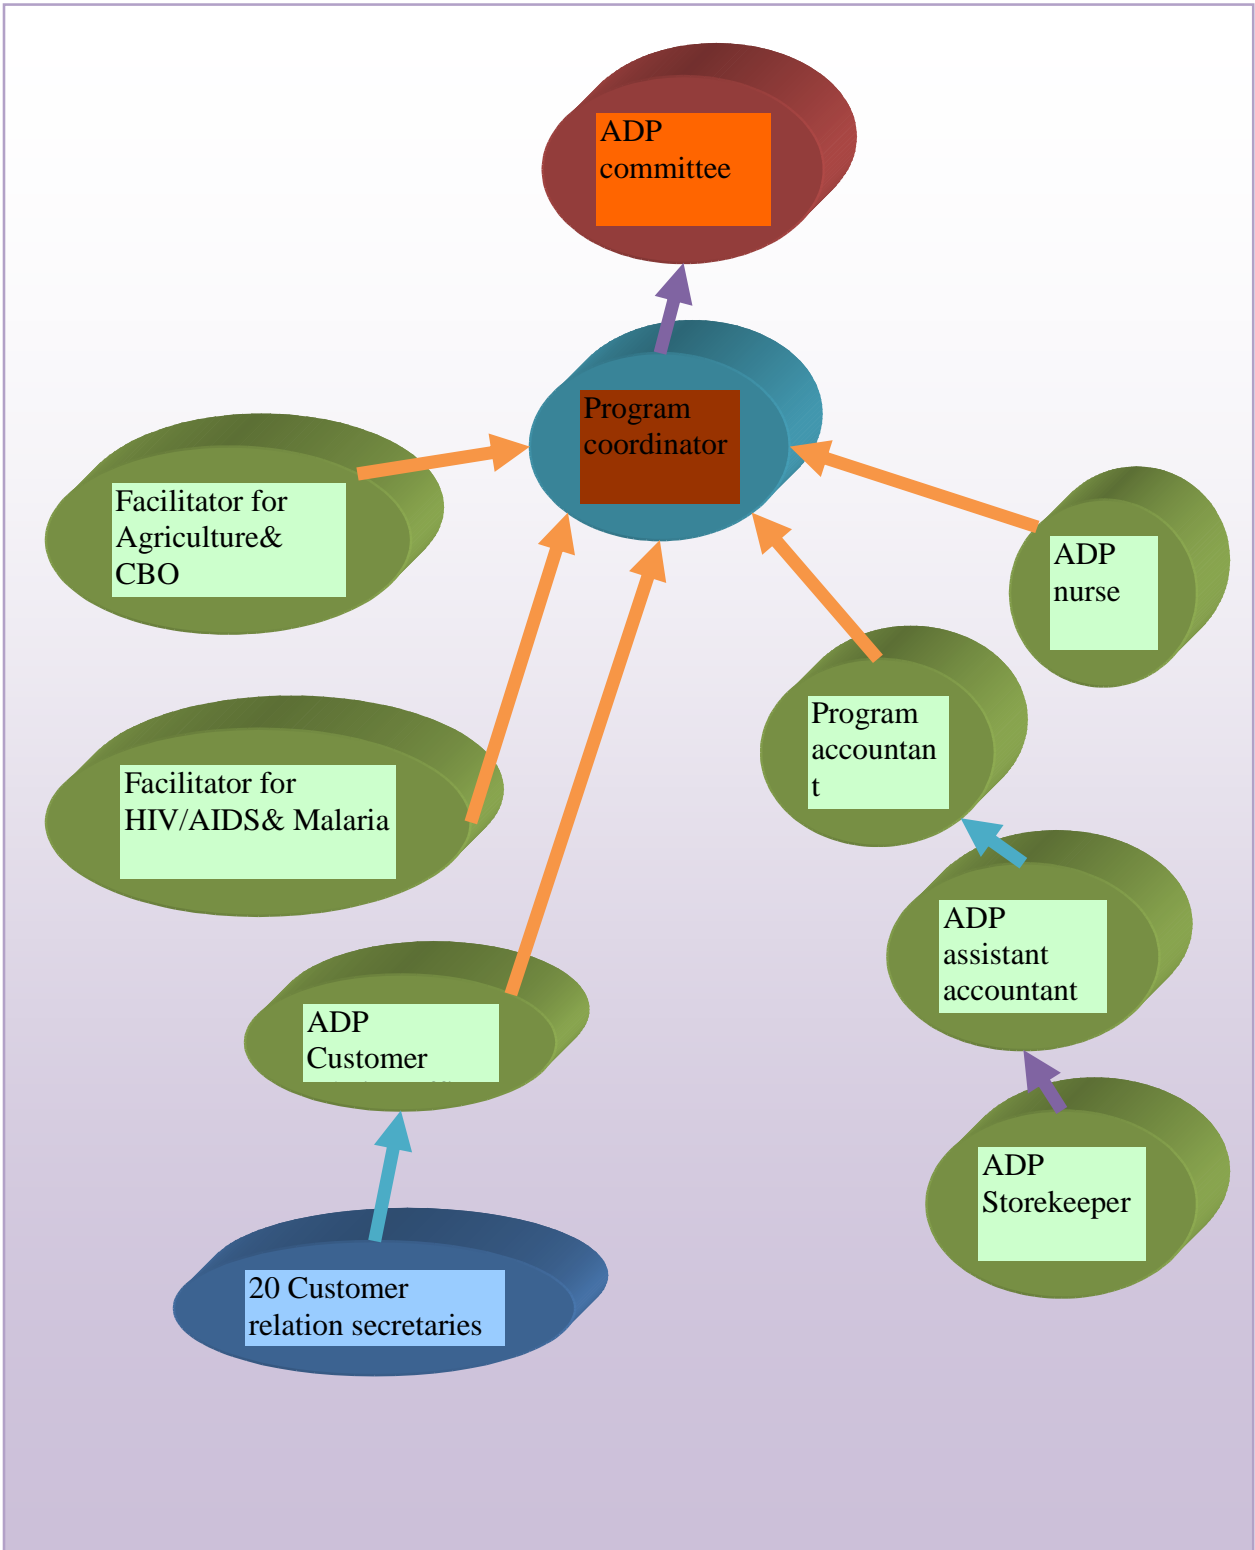 ADP
committee
Program
coordinator
Facilitator for
Agriculture&
CBO
ADP
nurse
Program
accountan
t
Facilitator for
HIV/AIDS& Malaria
ADP
assistant
accountant
ADP
Customer
ADP
Storekeeper
20 Customer
relation secretaries